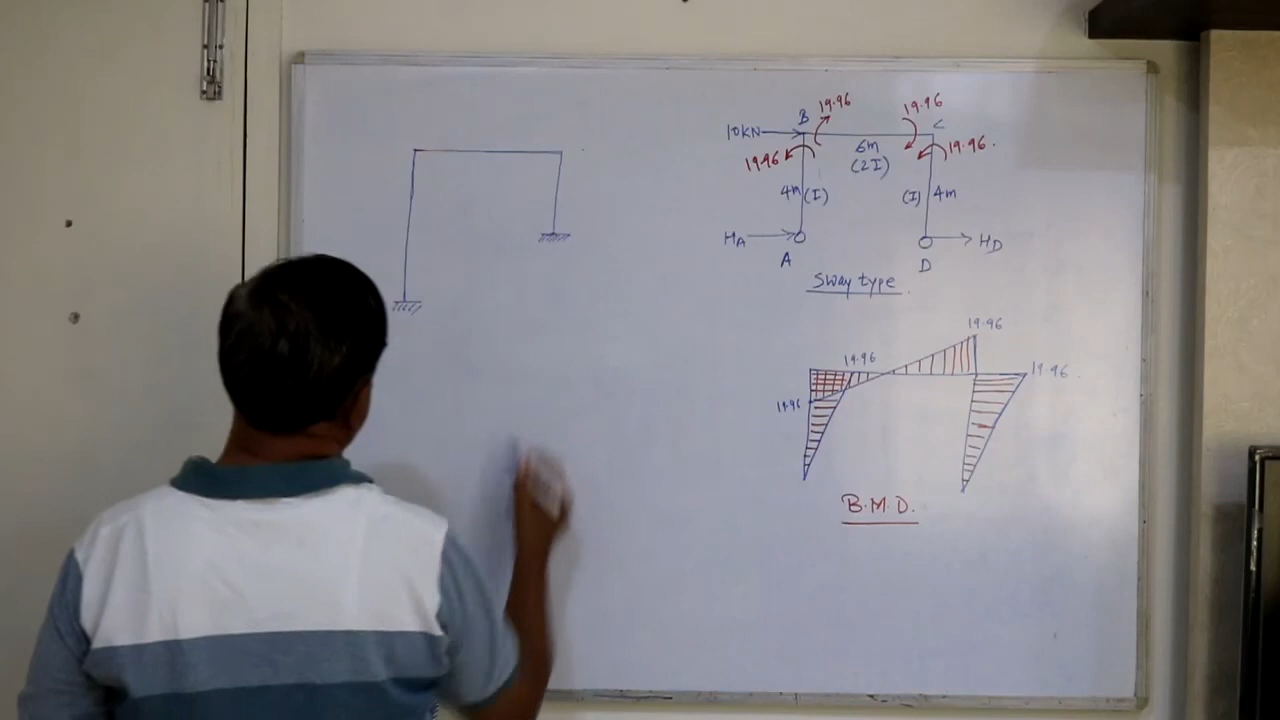 19.96 19.96
B C
10KN
19.96 19.96.
6m
(2I)
4m (I) (I) 4m
HA HD
A D
Sway type
19.96
19.96 19.96
19.96
B.M.D.